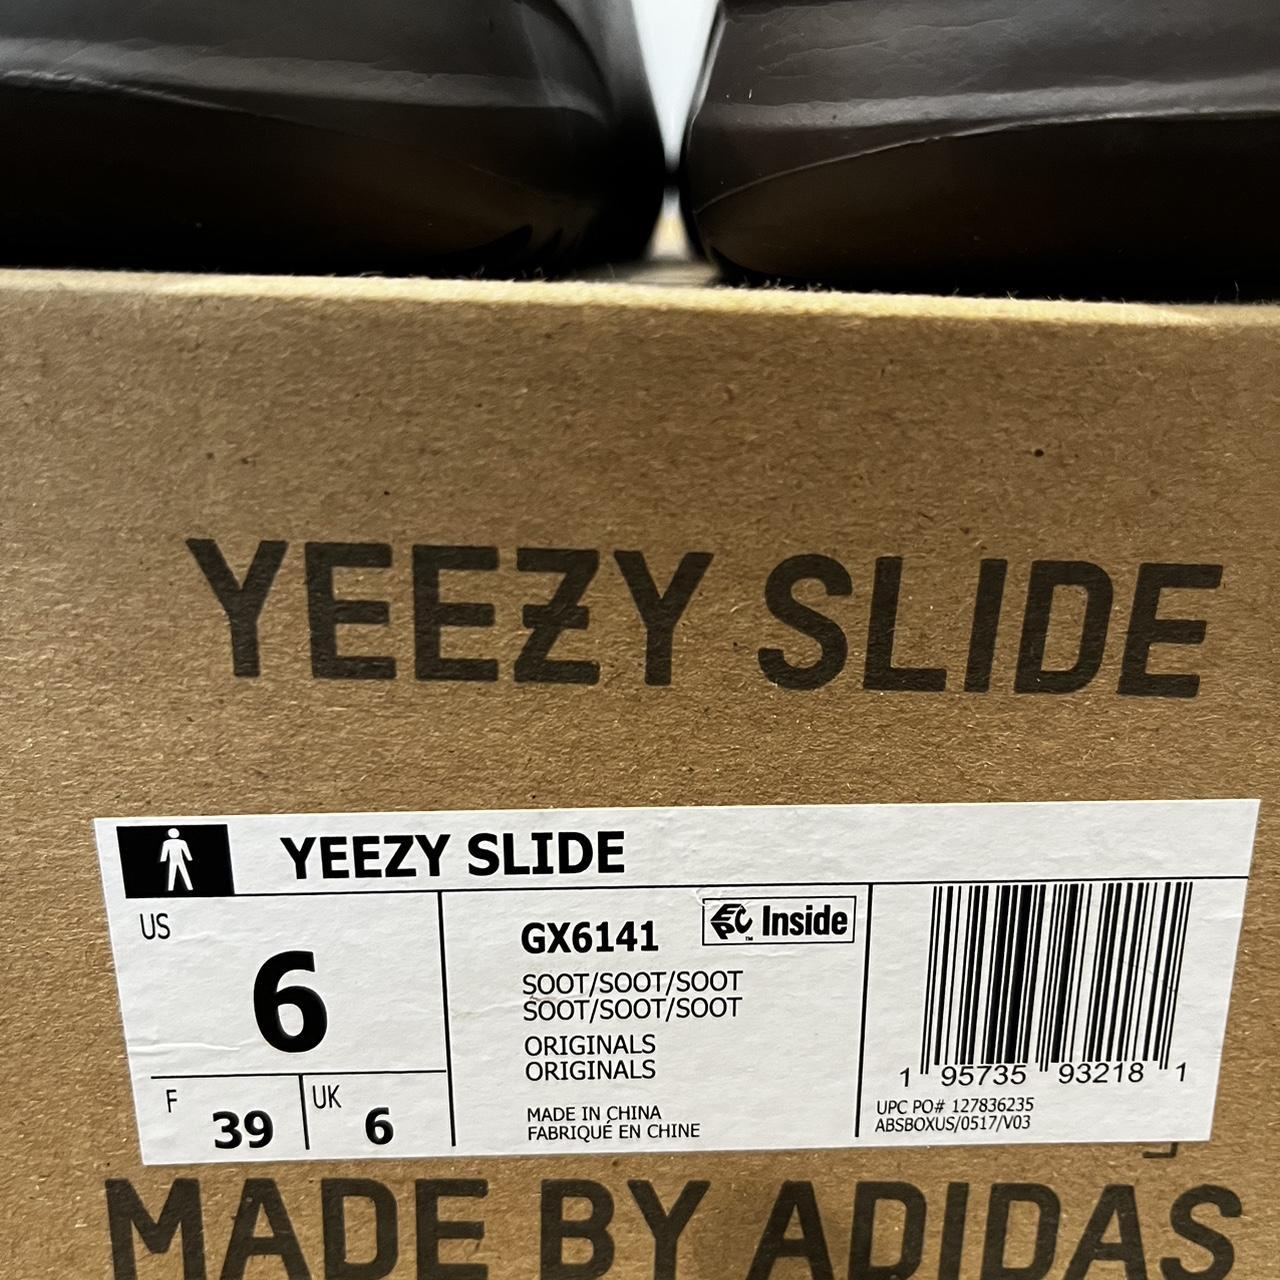 YEEZY SLIDE
YEEZY SLIDE
US
6
F
39
UK
6
GX6141
EPC Inside
™
SOOT/SOOT/SOOT
SOOT/SOOT/SOOT
ORIGINALS
ORIGINALS
MADE IN CHINA
FABRIQUÉ EN CHINE
1 95735 93218 1
UPC PO# 127836235
ABSBOXUS/0517/V03
MADE BY ADIDAS